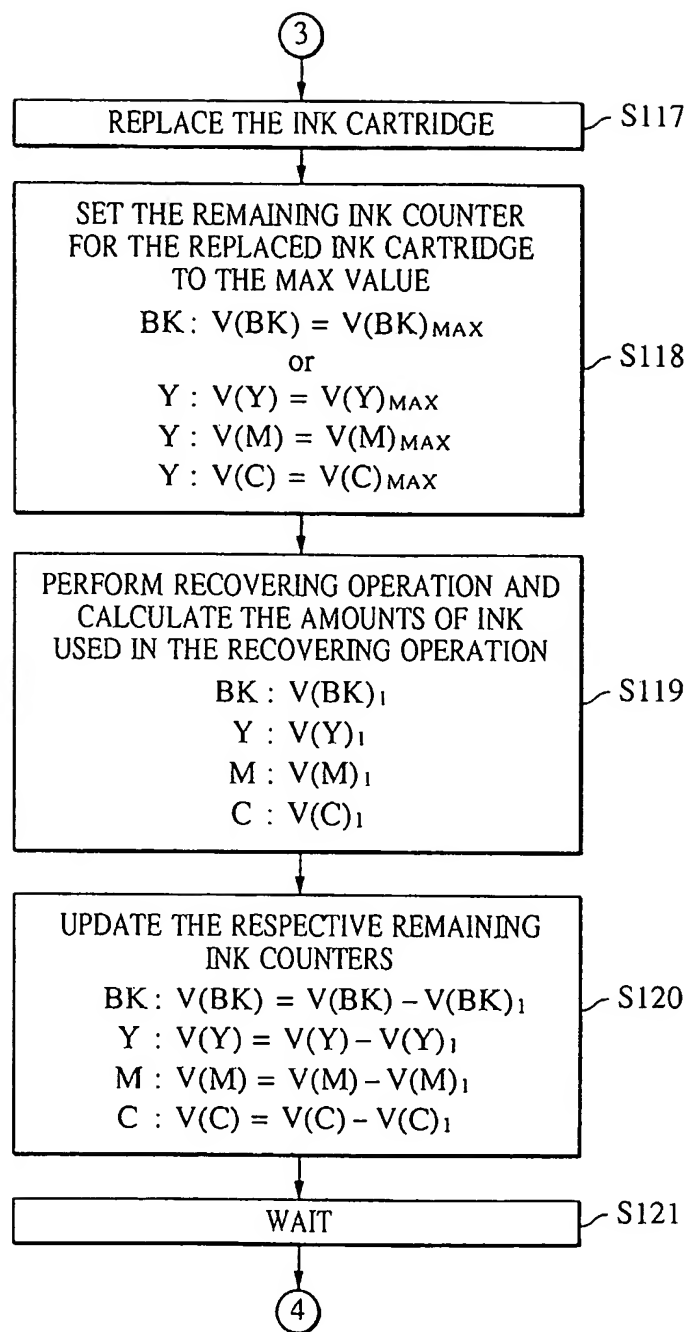 3
REPLACE THE INK CARTRIDGE
S117
SET THE REMAINING INK COUNTER
FOR THE REPLACED INK CARTRIDGE
TO THE MAX VALUE
BK : V(BK) = V(BK)MAX
or
Y : V(Y) = V(Y)MAX
Y : V(M) = V(M)MAX
Y : V(C) = V(C)MAX
S118
PERFORM RECOVERING OPERATION AND
CALCULATE THE AMOUNTS OF INK
USED IN THE RECOVERING OPERATION
BK : V(BK)1
Y : V(Y)1
M : V(M)1
C : V(C)1
S119
UPDATE THE RESPECTIVE REMAINING
INK COUNTERS
BK : V(BK) = V(BK) – V(BK)1
Y : V(Y) = V(Y) – V(Y)1
M : V(M) = V(M) – V(M)1
C : V(C) = V(C) – V(C)1
S120
WAIT
S121
4